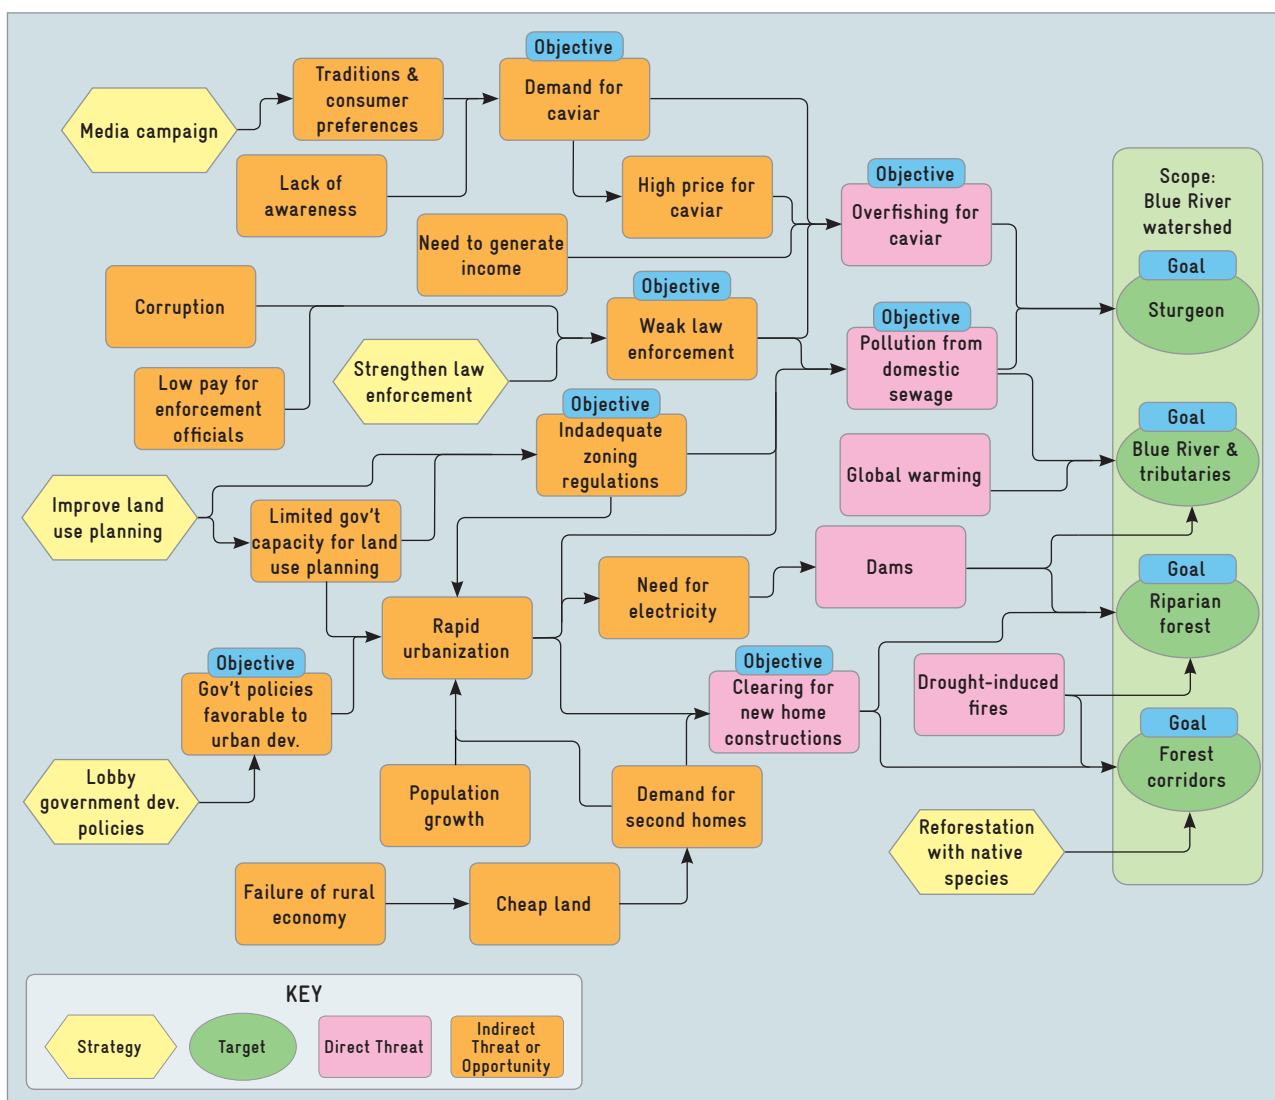 Objective
Traditions &
consumer
preferences
Demand for
caviar
Media campaign
Lack of
awareness
High price for
caviar
Need to generate
income
Objective
Overfishing for
caviar
Scope:
Blue River
watershed
Goal
Sturgeon
Corruption
Objective
Weak law
enforcement
Strengthen law
enforcement
Low pay for
enforcement
officials
Objective
Pollution from
domestic
sewage
Objective
Indadequate
zoning
regulations
Global warming
Goal
Blue River &
tributaries
Improve land
use planning
Limited gov't
capacity for land
use planning
Need for
electricity
Dams
Goal
Riparian
forest
Rapid
urbanization
Objective
Gov't policies
favorable to
urban dev.
Objective
Clearing for
new home
constructions
Drought-induced
fires
Goal
Forest
corridors
Lobby
government dev.
policies
Population
growth
Demand for
second homes
Reforestation
with native
species
Failure of rural
economy
Cheap land
KEY
Strategy
Target
Direct Threat
Indirect
Threat or
Opportunity